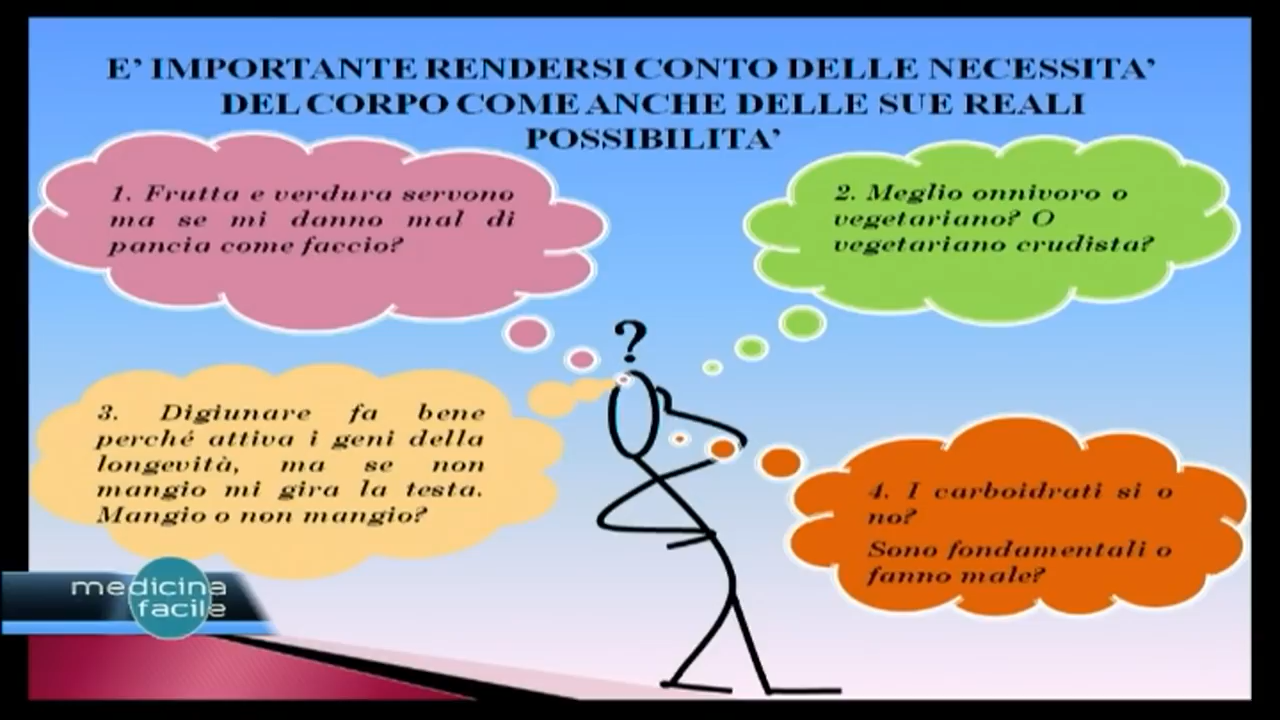 E’ IMPORTANTE RENDERSI CONTO DELLE NECESSITA’
DEL CORPO COME ANCHE DELLE SUE REALI
POSSIBILITA’
1. Frutta e verdura servono
ma se mi danno mal di
pancia come faccio?
2. Meglio onnivoro o
vegetariano? O
vegetariano crudista?
?
3. Digiunare fa bene
perché attiva i geni della
longevità, ma se non
mangio mi gira la testa.
Mangio o non mangio?
4. I carboidrati si o
no?
Sono fondamentali o
fanno male?
medicina
facile